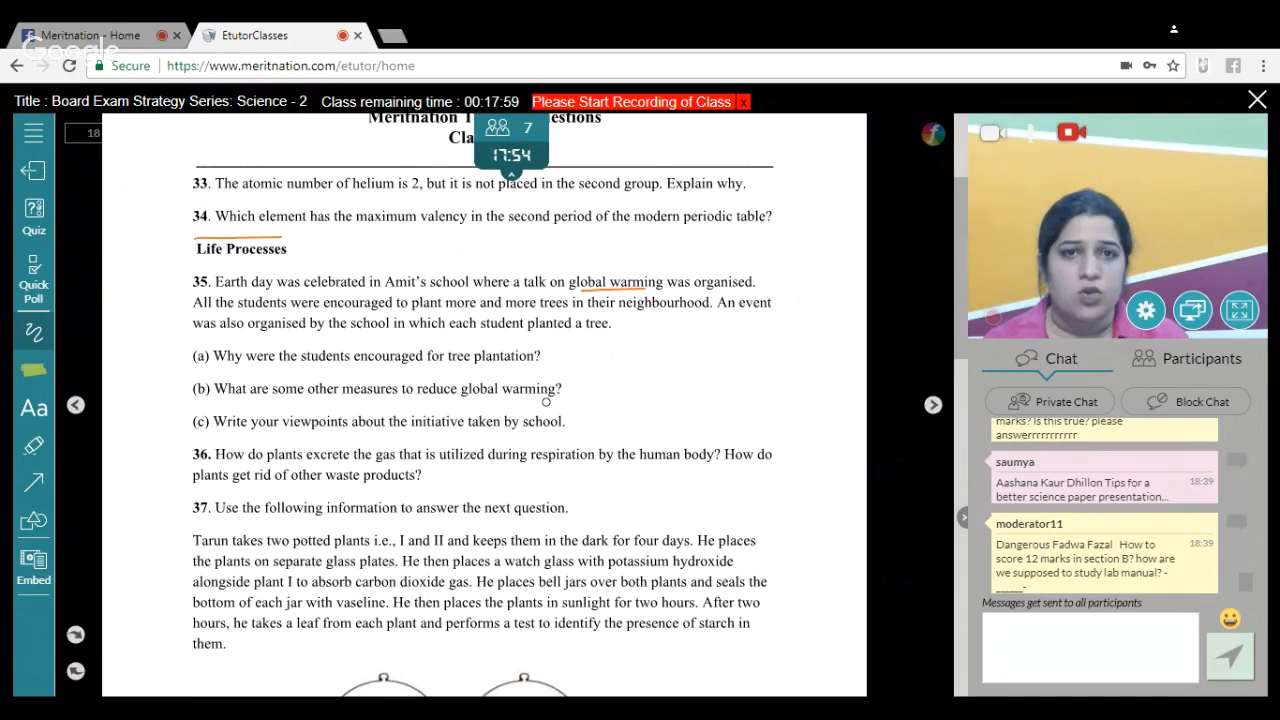 Meritnation - Home
EtutorClasses
Google
Secure
https://www.meritnation.com/etutor/home
Title : Board Exam Strategy Series: Science - 2
Class remaining time : 00:17:59
Please Start Recording of Class x
7
17:54
18
Quiz
Quick
Poll
Aa
Embed
33. The atomic number of helium is 2, but it is not placed in the second group. Explain why.
34. Which element has the maximum valency in the second period of the modern periodic table?
Life Processes
35. Earth day was celebrated in Amit's school where a talk on global warming was organised.
All the students were encouraged to plant more and more trees in their neighbourhood. An event
was also organised by the school in which each student planted a tree.
(a) Why were the students encouraged for tree plantation?
(b) What are some other measures to reduce global warming?
(c) Write your viewpoints about the initiative taken by school.
36. How do plants excrete the gas that is utilized during respiration by the human body? How do
plants get rid of other waste products?
37. Use the following information to answer the next question.
Tarun takes two potted plants i.e., I and II and keeps them in the dark for four days. He places
the plants on separate glass plates. He then places a watch glass with potassium hydroxide
alongside plant I to absorb carbon dioxide gas. He places bell jars over both plants and seals the
bottom of each jar with vaseline. He then places the plants in sunlight for two hours. After two
hours, he takes a leaf from each plant and performs a test to identify the presence of starch in
them.
Chat
Participants
Private Chat
Block Chat
marks? Is this true? please
answerrrrrrrrrr
saumya
Aashana Kaur Dhillon Tips for a
better science paper presentation...
18:39
moderator11
Dangerous Fadwa Fazal How to
score 12 marks in section B? how are
we supposed to study lab manual? -
______-
18:39
Messages get sent to all participants